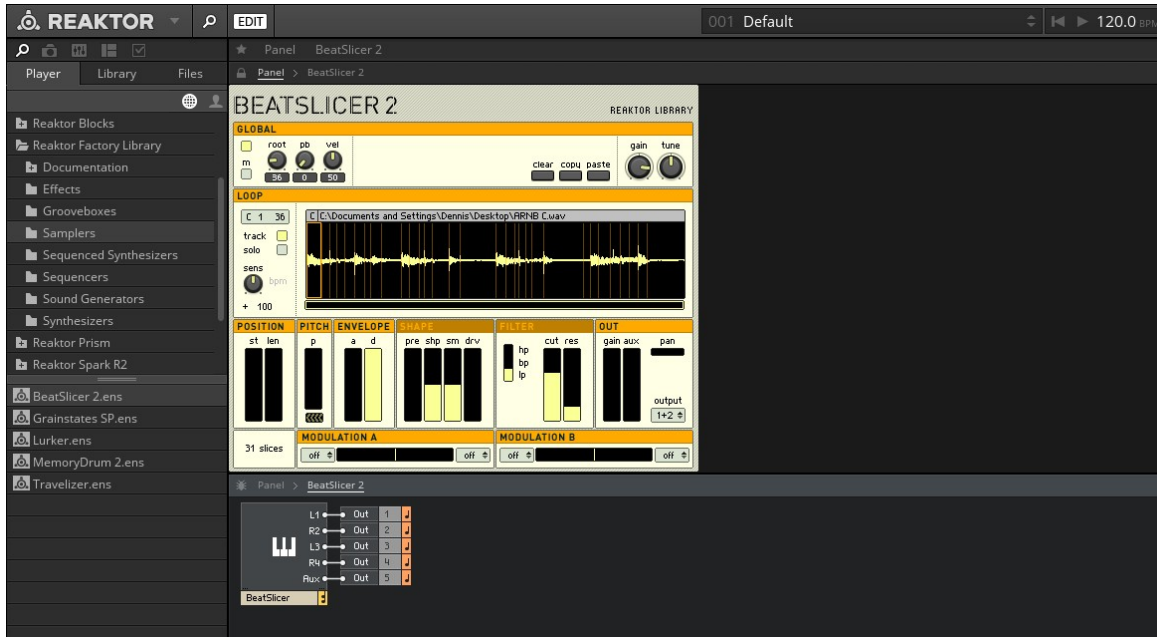 REAKTOR EDIT 001 Default 120.0 BPM
Panel BeatSlicer 2
Player Library Files
Panel > BeatSlicer 2
BEATSLICER 2 REAKTOR LIBRARY
Reaktor Blocks
Reaktor Factory Library
Documentation
Effects
Grooveboxes
Samplers
Sequenced Synthesizers
Sequencers
Sound Generators
Synthesizers
Reaktor Prism
Reaktor Spark R2
BeatSlicer 2.ens
Grainstates SP.ens
Lurker.ens
MemoryDrum 2.ens
Travelizer.ens
GLOBAL
root pb vel gain tune
m clear copy paste
36 0 50
LOOP
C 1 36 C C:\Documents and Settings\Dennis\Desktop\ARNB C.wav
track
solo
sens
bpm
+ 100
POSITION PITCH ENVELOPE SHAPE FILTER OUT
st len p a d pre shp sm drv cut res gain aux pan
hp
bp
lp
output
1+2
31 slices MODULATION A MODULATION B
off off off off
Panel > BeatSlicer 2
L1 Out 1
R2 Out 2
L3 Out 3
R4 Out 4
Aux Out 5
BeatSlicer